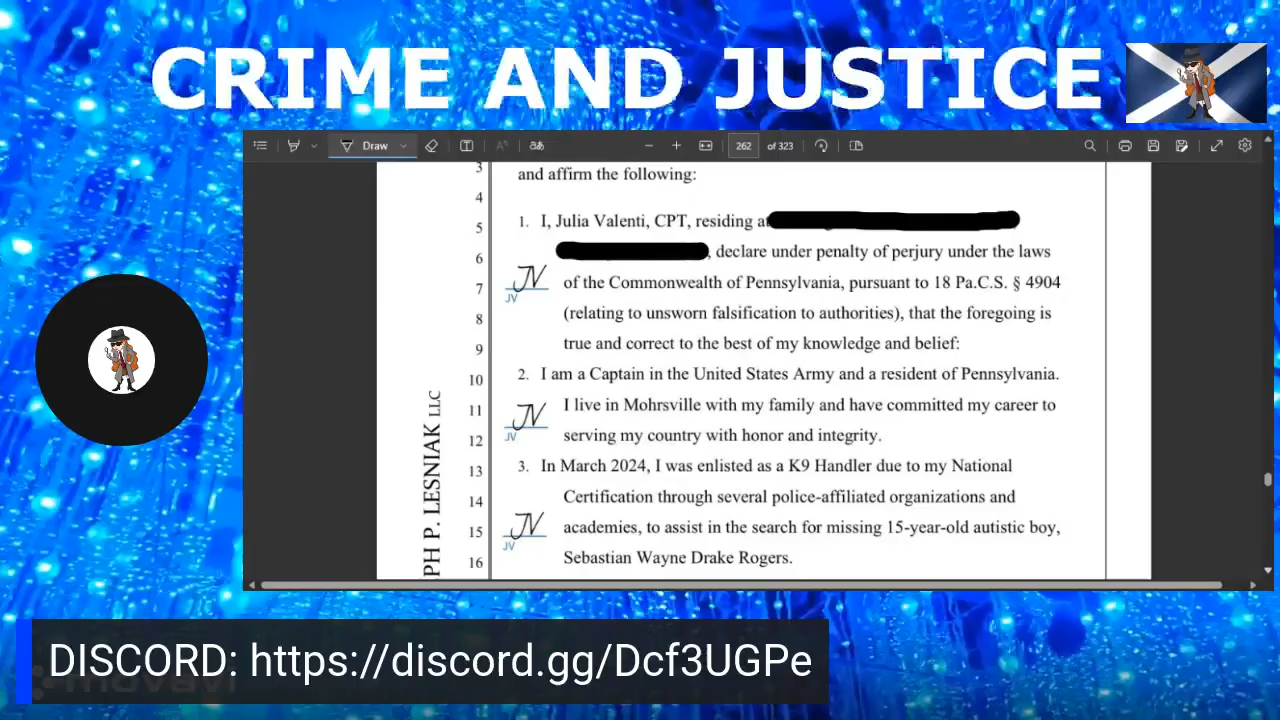 CRIME AND JUSTICE
Draw
262 of 323
3 and affirm the following:
4
5 1. I, Julia Valenti, CPT, residing at
6 , declare under penalty of perjury under the laws
JV
7 of the Commonwealth of Pennsylvania, pursuant to 18 Pa.C.S. § 4904
JV
8 (relating to unsworn falsification to authorities), that the foregoing is
9 true and correct to the best of my knowledge and belief:
10 2. I am a Captain in the United States Army and a resident of Pennsylvania.
11 I live in Mohrsville with my family and have committed my career to
JV
12 serving my country with honor and integrity.
JV
13 3. In March 2024, I was enlisted as a K9 Handler due to my National
14 Certification through several police-affiliated organizations and
JV
15 academies, to assist in the search for missing 15-year-old autistic boy,
JV
16 Sebastian Wayne Drake Rogers.
PH P. LESNIAK LLC
DISCORD: https://discord.gg/Dcf3UGPe